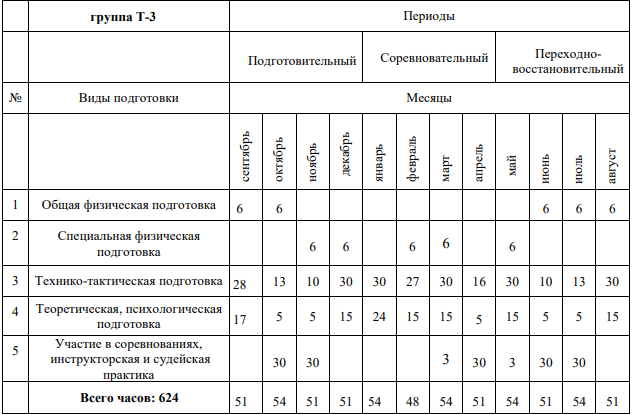 группа Т-3 Периоды
Подготовительный Соревновательный Переходно-
восстановительный
№ Виды подготовки Месяцы
сентябрь октябрь ноябрь декабрь январь февраль март апрель май июнь июль август
1 Общая физическая подготовка 6 6 6 6 6
2 Специальная физическая
подготовка 6 6 6 6 6
3 Технико-тактическая подготовка 28 13 10 30 30 27 30 16 30 10 13 30
4 Теоретическая, психологическая
подготовка 17 5 5 15 24 15 15 5 15 5 5 15
5 Участие в соревнованиях,
инструкторская и судейская
практика 30 30 3 30 3 30 30
Всего часов: 624 51 54 51 51 54 48 54 51 54 51 54 51